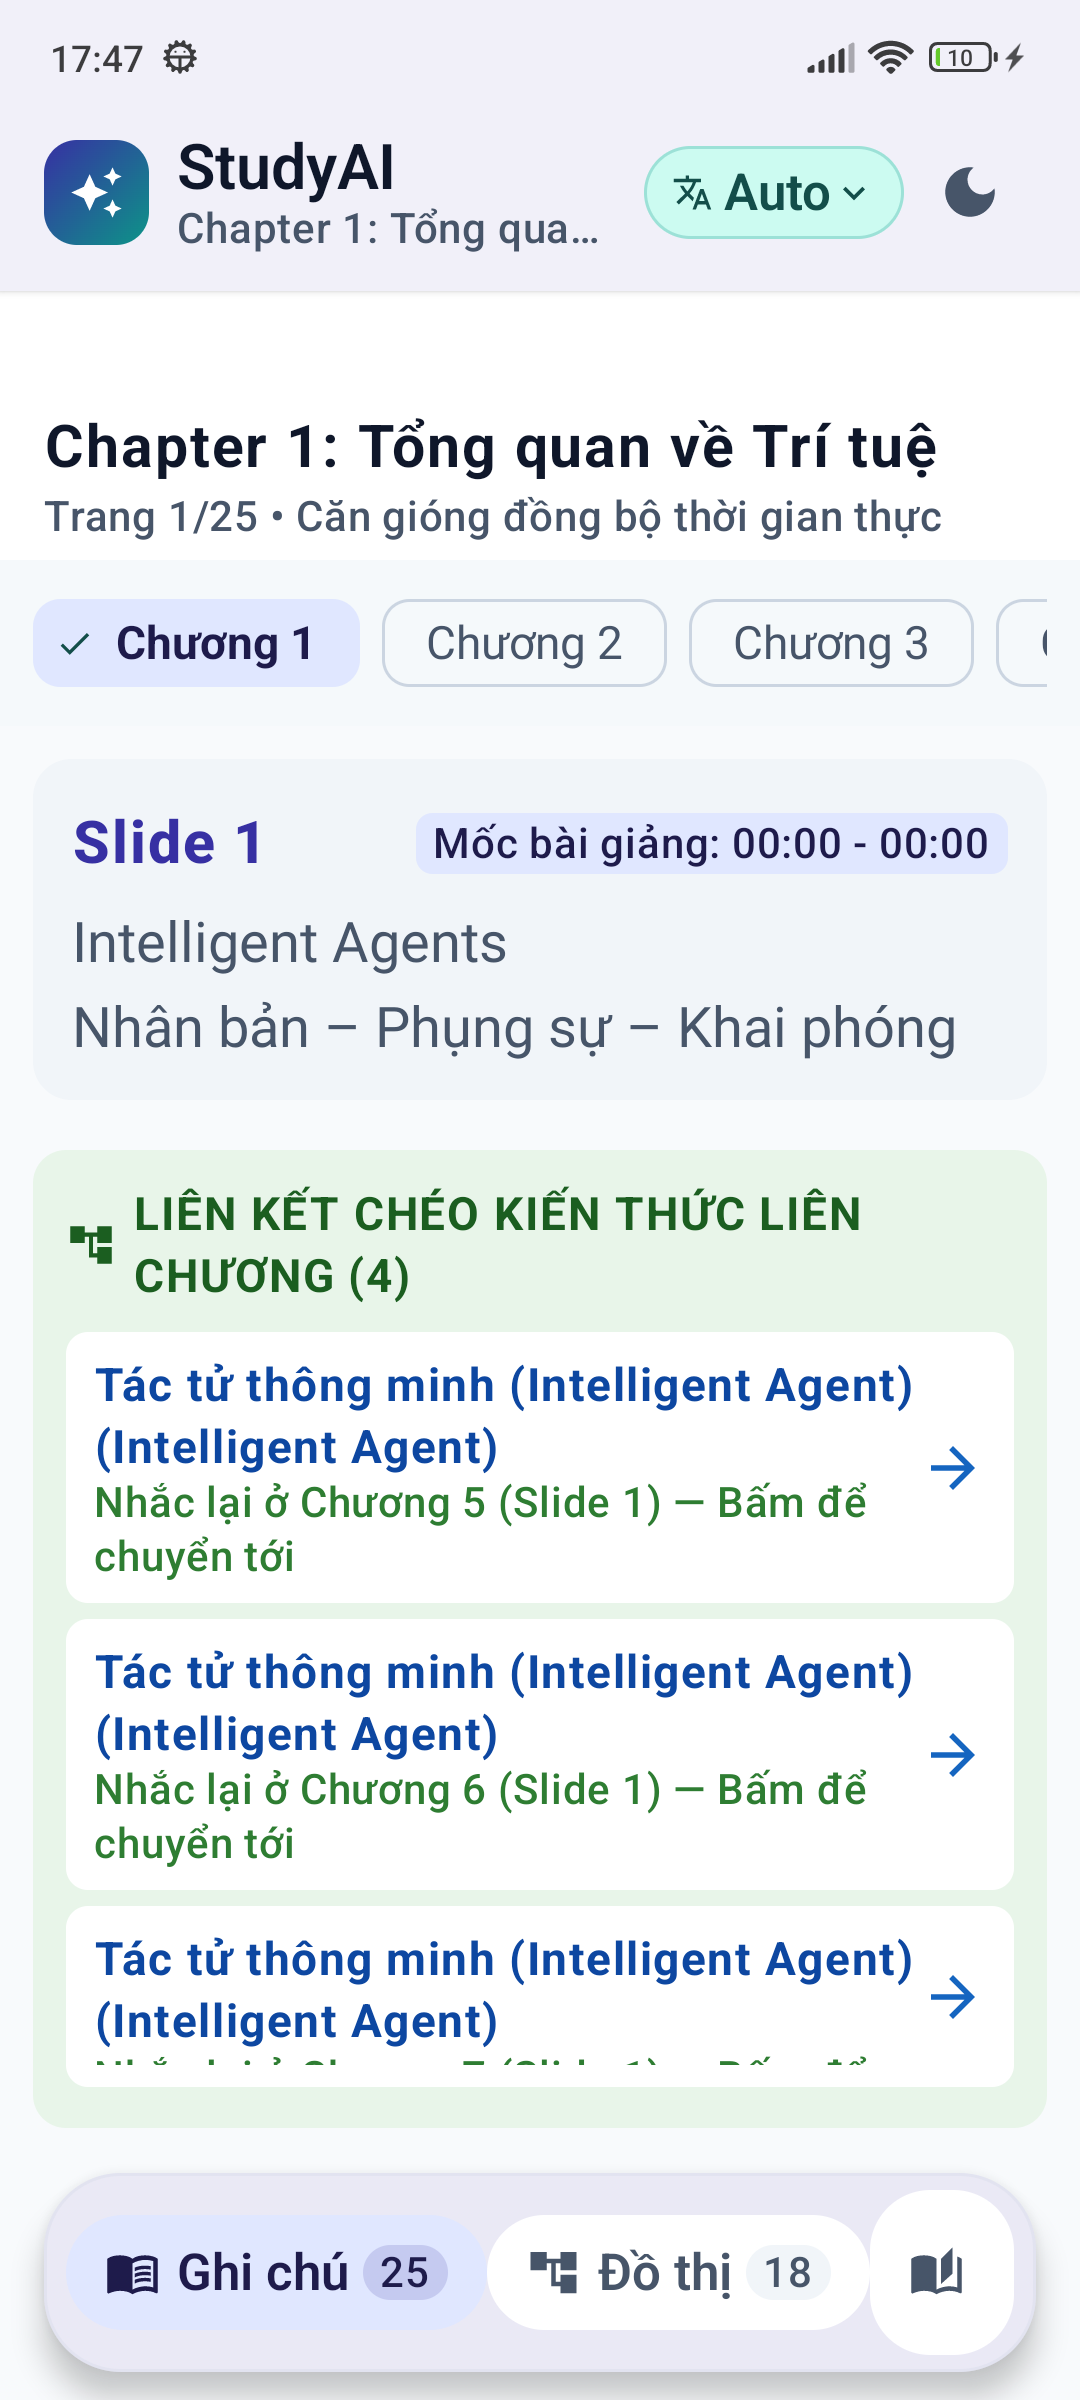 17:47
10
StudyAI
Chapter 1: Tổng qua...
Auto
Chapter 1: Tổng quan về Trí tuệ
Trang 1/25 • Căn gióng đồng bộ thời gian thực
Chương 1
Chương 2
Chương 3
Slide 1
Mốc bài giảng: 00:00 - 00:00
Intelligent Agents
Nhân bản – Phụng sự – Khai phóng
LIÊN KẾT CHÉO KIẾN THỨC LIÊN
CHƯƠNG (4)
Tác tử thông minh (Intelligent Agent)
(Intelligent Agent)
Nhắc lại ở Chương 5 (Slide 1) — Bấm để
chuyển tới
Tác tử thông minh (Intelligent Agent)
(Intelligent Agent)
Nhắc lại ở Chương 6 (Slide 1) — Bấm để
chuyển tới
Tác tử thông minh (Intelligent Agent)
(Intelligent Agent)
Ghi chú 25
Đồ thị 18